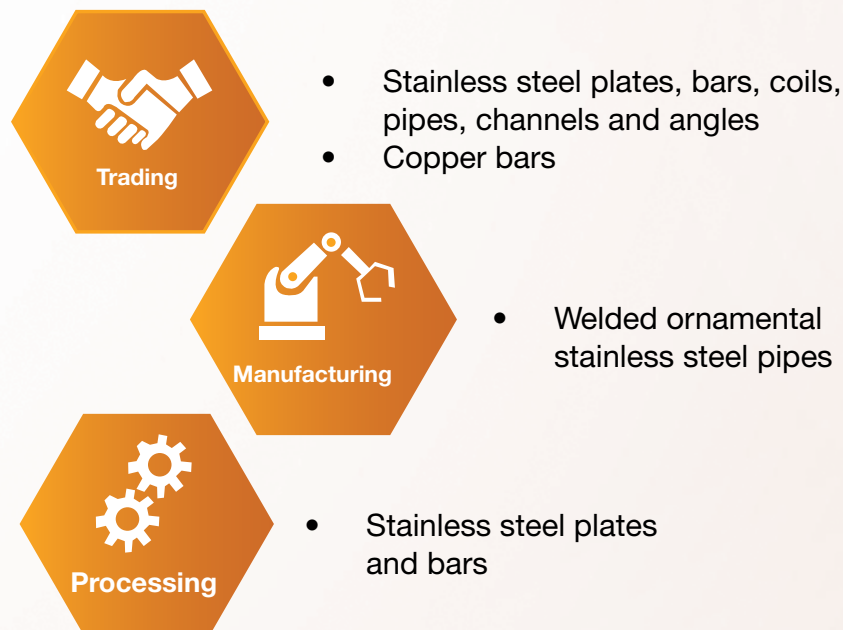 Trading
• Stainless steel plates, bars, coils,
pipes, channels and angles
• Copper bars
Manufacturing
• Welded ornamental
stainless steel pipes
Processing
• Stainless steel plates
and bars